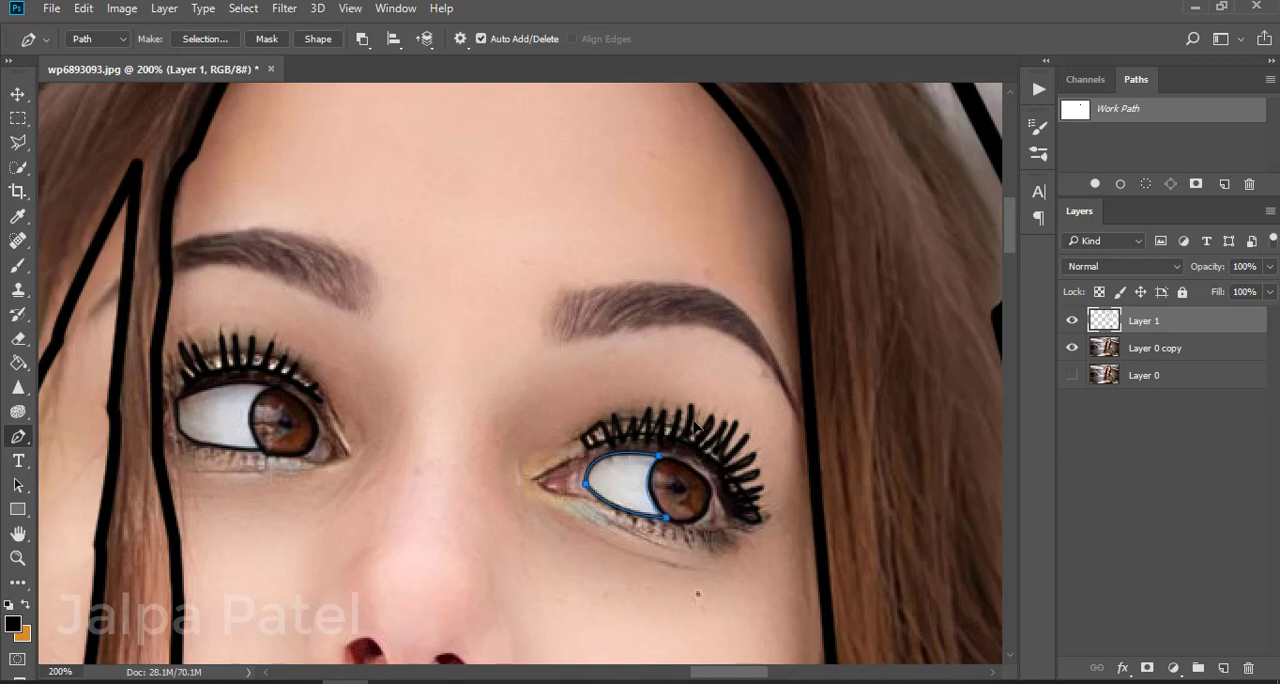 Ps File Edit Image Layer Type Select Filter 3D View Window Help
Path Make: Selection... Mask Shape Auto Add/Delete Align Edges
wp6893093.jpg @ 200% (Layer 1, RGB/8#) * ×
Channels Paths
Work Path
Layers
Kind
Normal Opacity: 100%
Lock: Fill: 100%
Layer 1
Layer 0 copy
Layer 0
Jalpa Patel
200% Doc: 28.1M/70.1M